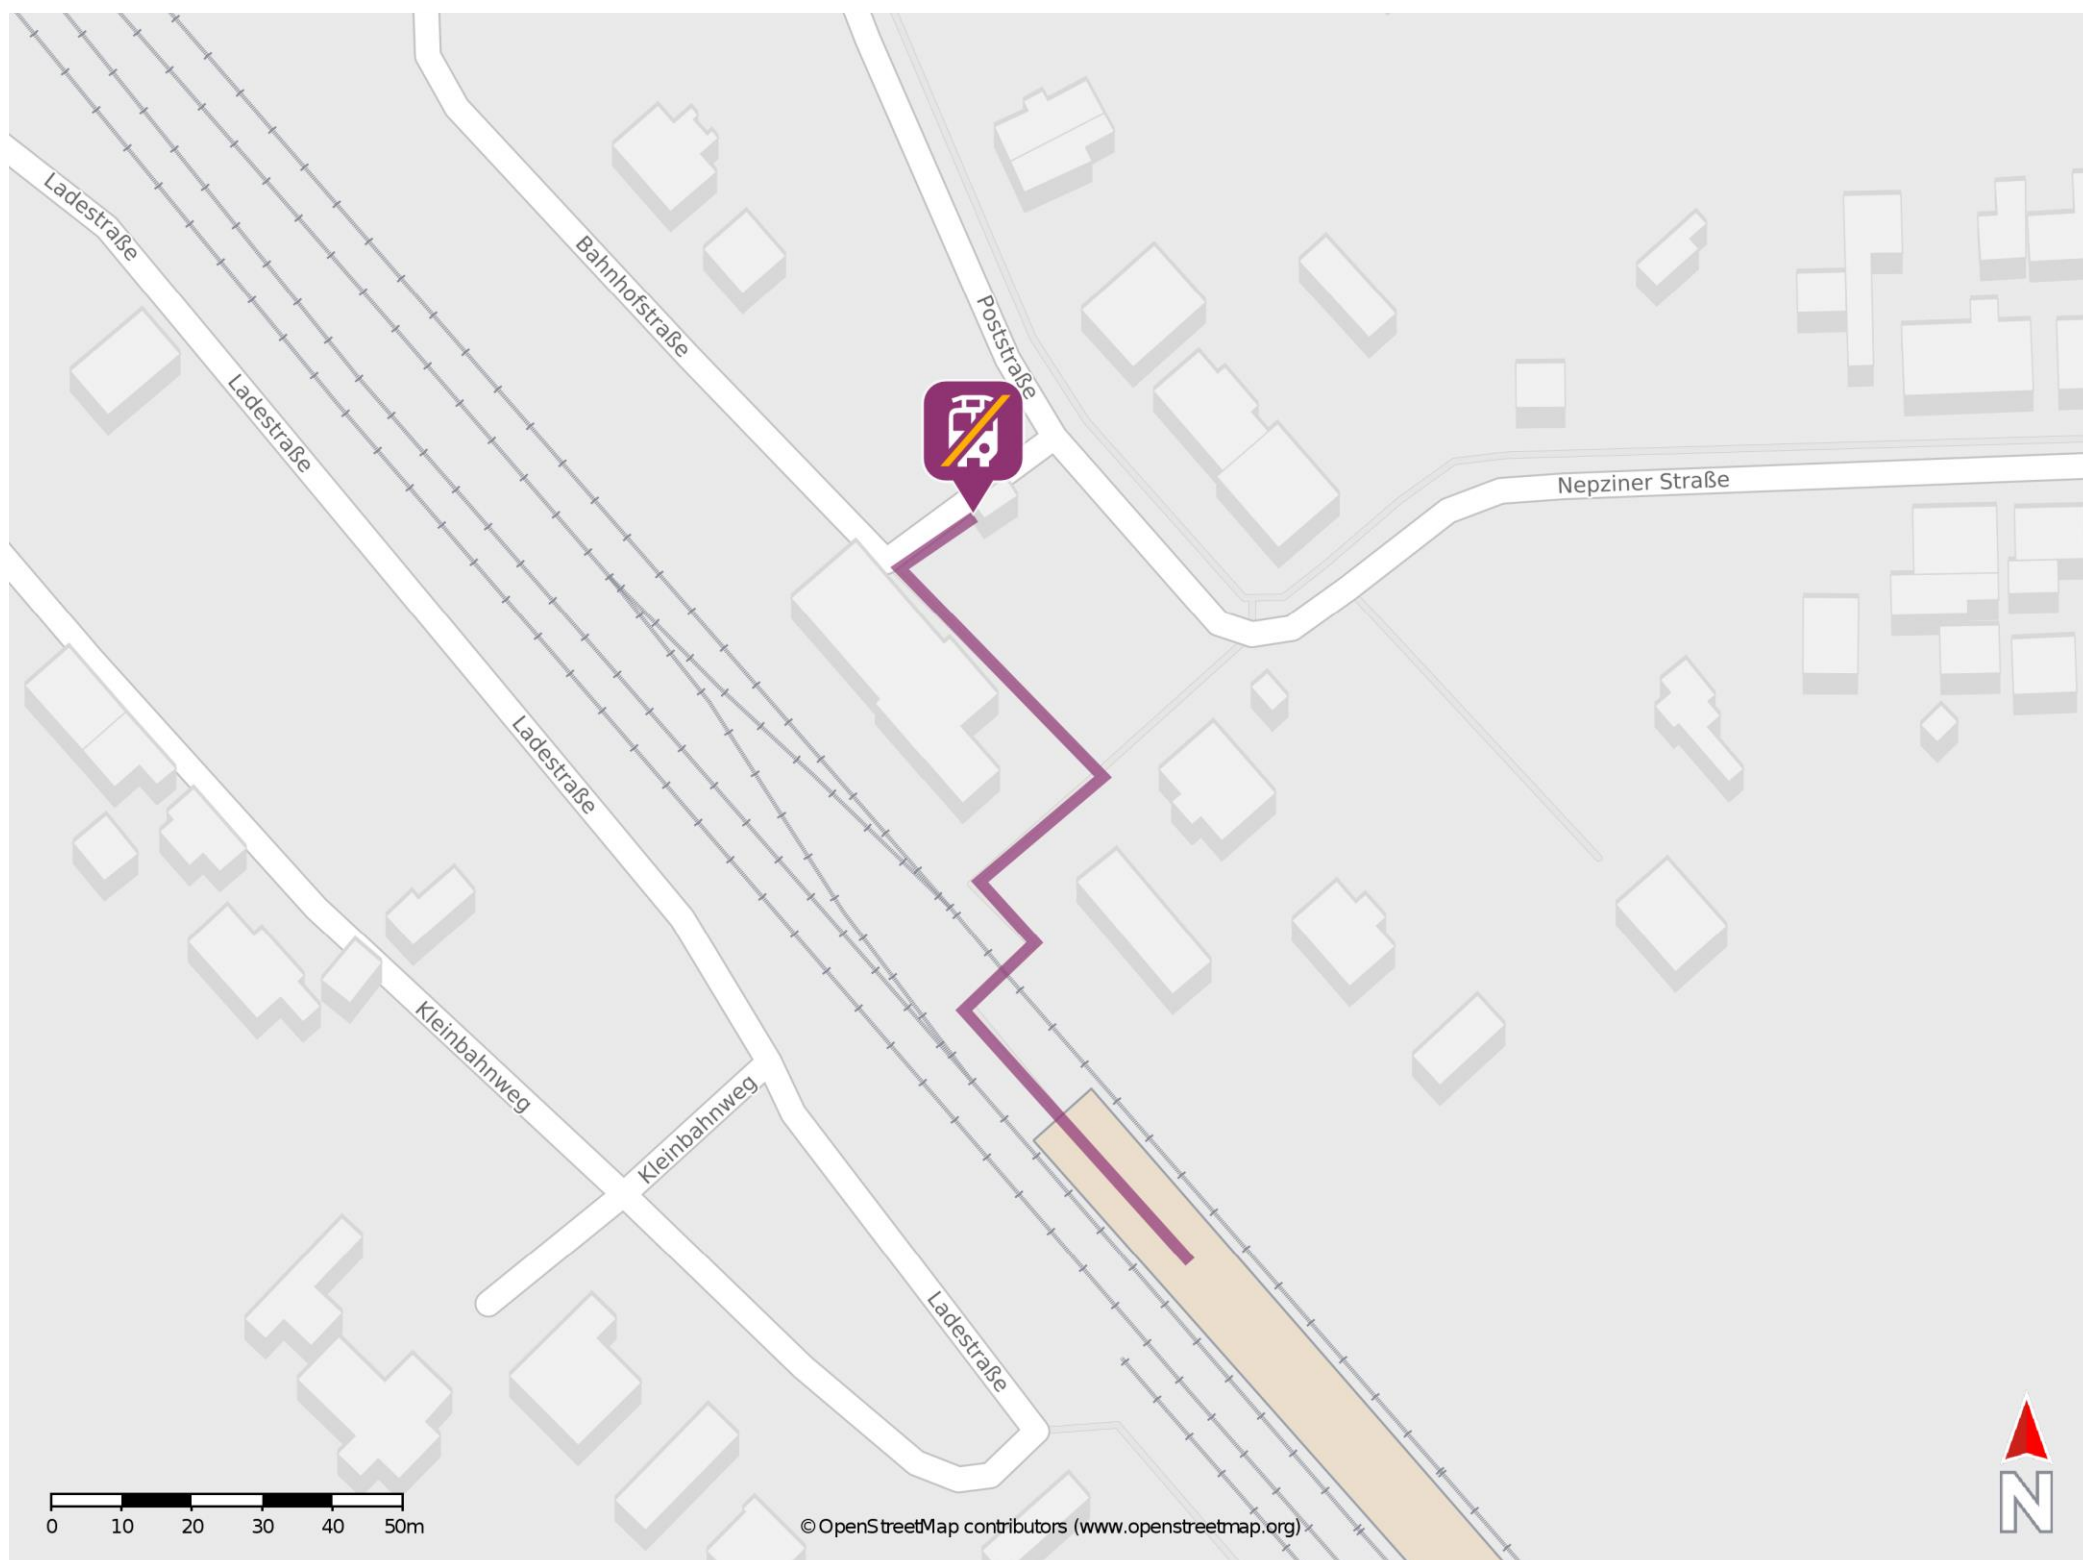 Ladestraße
Bahnhofstraße
Poststraße
Ladestraße
Nepziner Straße
Ladestraße
Kleinbahnweg
Kleinbahnweg
Ladestraße
0 10 20 30 40 50m
© OpenStreetMap contributors (www.openstreetmap.org)
N